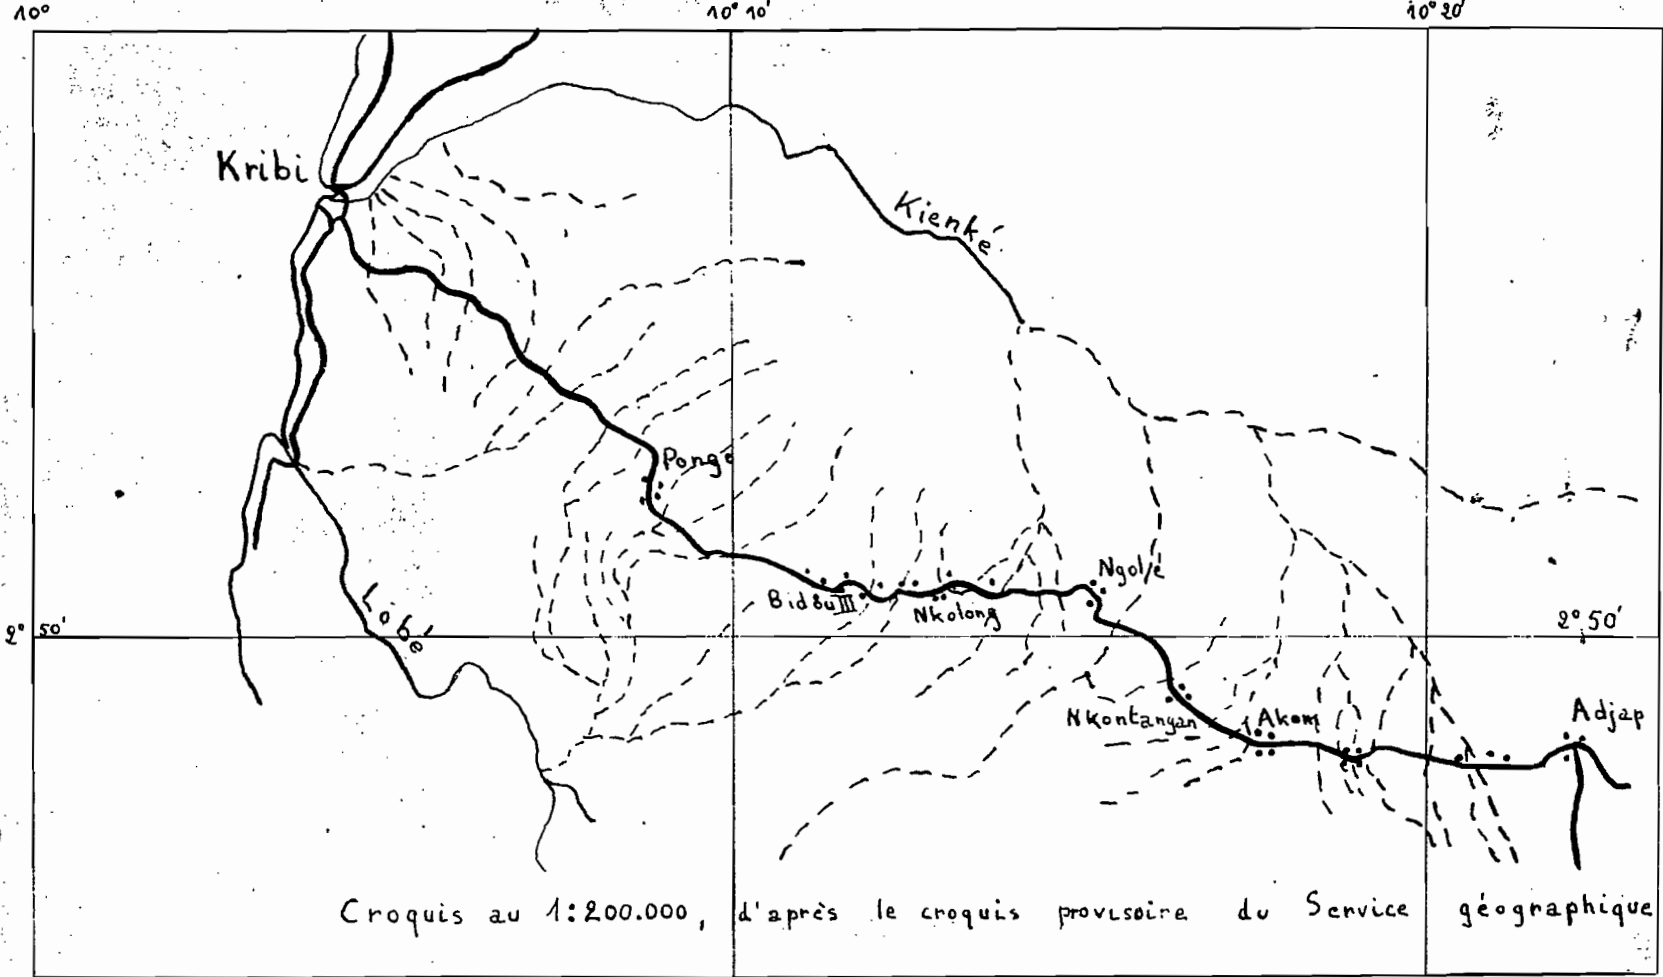 10° 10° 10' 10° 20'
Kribi
Kienké
Pongo
Ngolje
Bidou III
Nkolong
Lobé
2° 50' 2° 50'
Nkontangan
Akom
Adjap
Croquis au 1:200.000, d'après le croquis provisoire du Service géographique